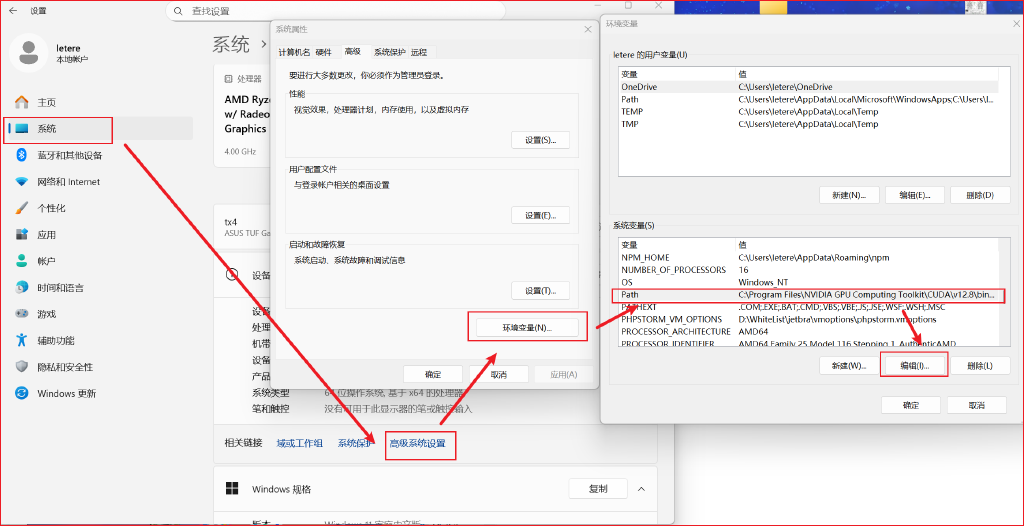 设置
查找设置
letere
本地帐户
主页
系统
蓝牙和其他设备
网络和 Internet
个性化
应用
帐户
时间和语言
游戏
辅助功能
隐私和安全性
Windows 更新
系统 >
处理器
AMD Ryze
w/ Radeo
Graphics
4.00 GHz
tx4
ASUS TUF Ga
设备
设备
处理
机带
设备
产品
系统类型 64 位操作系统, 基于 x64 的处理器
笔和触控 没有可用于此显示器的笔或触控输入
相关链接 域或工作组 系统保护 高级系统设置
Windows 规格
复制
系统属性
计算机名 硬件 高级 系统保护 远程
要进行大多数更改，你必须作为管理员登录。
性能
视觉效果，处理器计划，内存使用，以及虚拟内存
设置(S)...
用户配置文件
与登录帐户相关的桌面设置
设置(E)...
启动和故障恢复
系统启动、系统故障和调试信息
设置(T)...
环境变量(N)...
确定 取消 应用(A)
环境变量
letere 的用户变量(U)
变量 值
OneDrive C:\Users\letere\OneDrive
Path C:\Users\letere\AppData\Local\Microsoft\WindowsApps;C:\Users\l...
TEMP C:\Users\letere\AppData\Local\Temp
TMP C:\Users\letere\AppData\Local\Temp
新建(N)... 编辑(E)... 删除(D)
系统变量(S)
变量 值
NPM_HOME C:\Users\letere\AppData\Roaming\npm
NUMBER_OF_PROCESSORS 16
OS Windows_NT
Path C:\Program Files\NVIDIA GPU Computing Toolkit\CUDA\v12.8\bin...
PATHEXT .COM;.EXE;.BAT;.CMD;.VBS;.VBE;.JS;.JSE;.WSF;.WSH;.MSC
PHPSTORM_VM_OPTIONS D:\WhiteList\jetbra\vmoptions\phpstorm.vmoptions
PROCESSOR_ARCHITECTURE AMD64
PROCESSOR_IDENTIFIER AMD64 Family 25 Model 116 Stepping 1, AuthenticAMD
新建(W)... 编辑(I)... 删除(L)
确定 取消